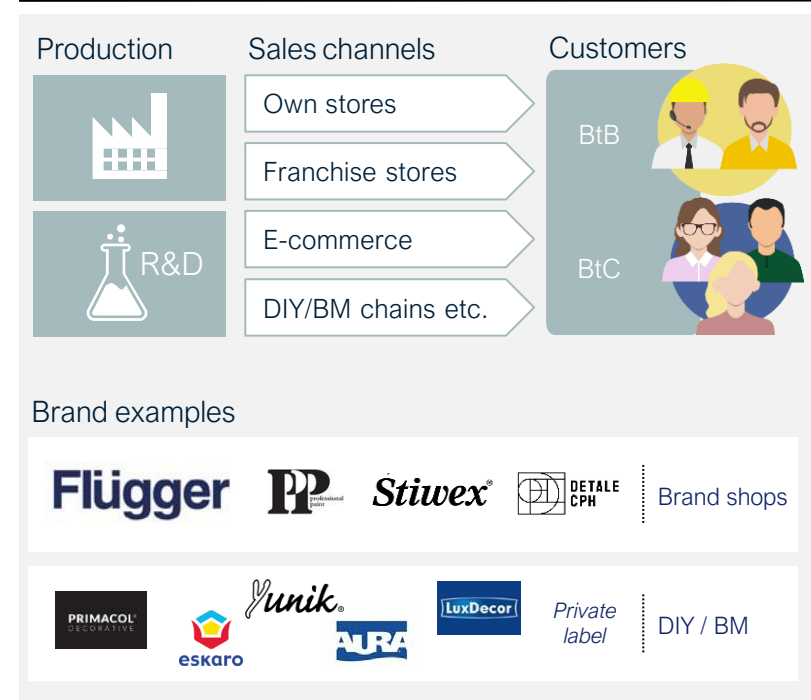 Production
Sales channels
Customers
Own stores
Franchise stores
E-commerce
DIY/BM chains etc.
R&D
BtB
BtC
Brand examples
Flügger
PP professional paint
Stiwex®
DETALE
CPH
Brand shops
PRIMACOL®
DECORATIVE
eskaro
Yunik®
AURA
LuxDecor
Private
label
DIY / BM